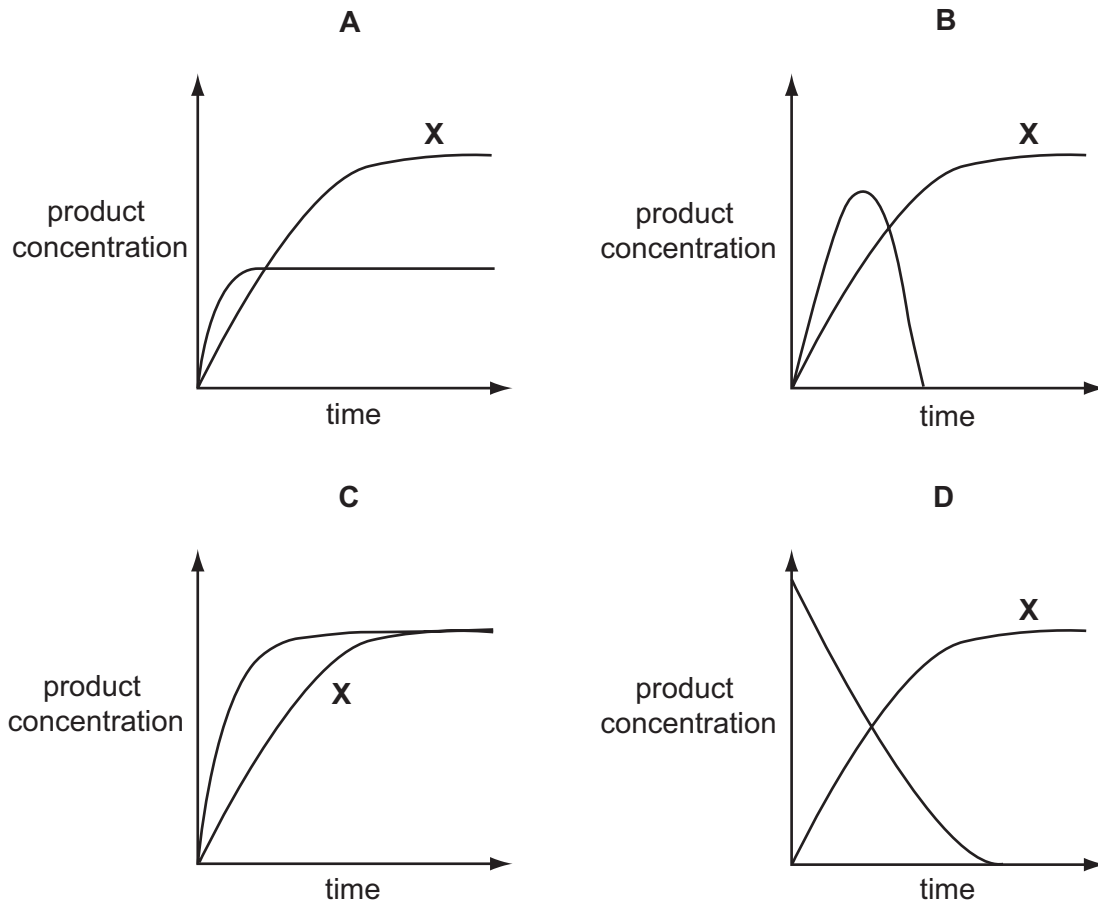 A
X
product
concentration
time
B
X
product
concentration
time
C
X
product
concentration
time
D
X
product
concentration
time